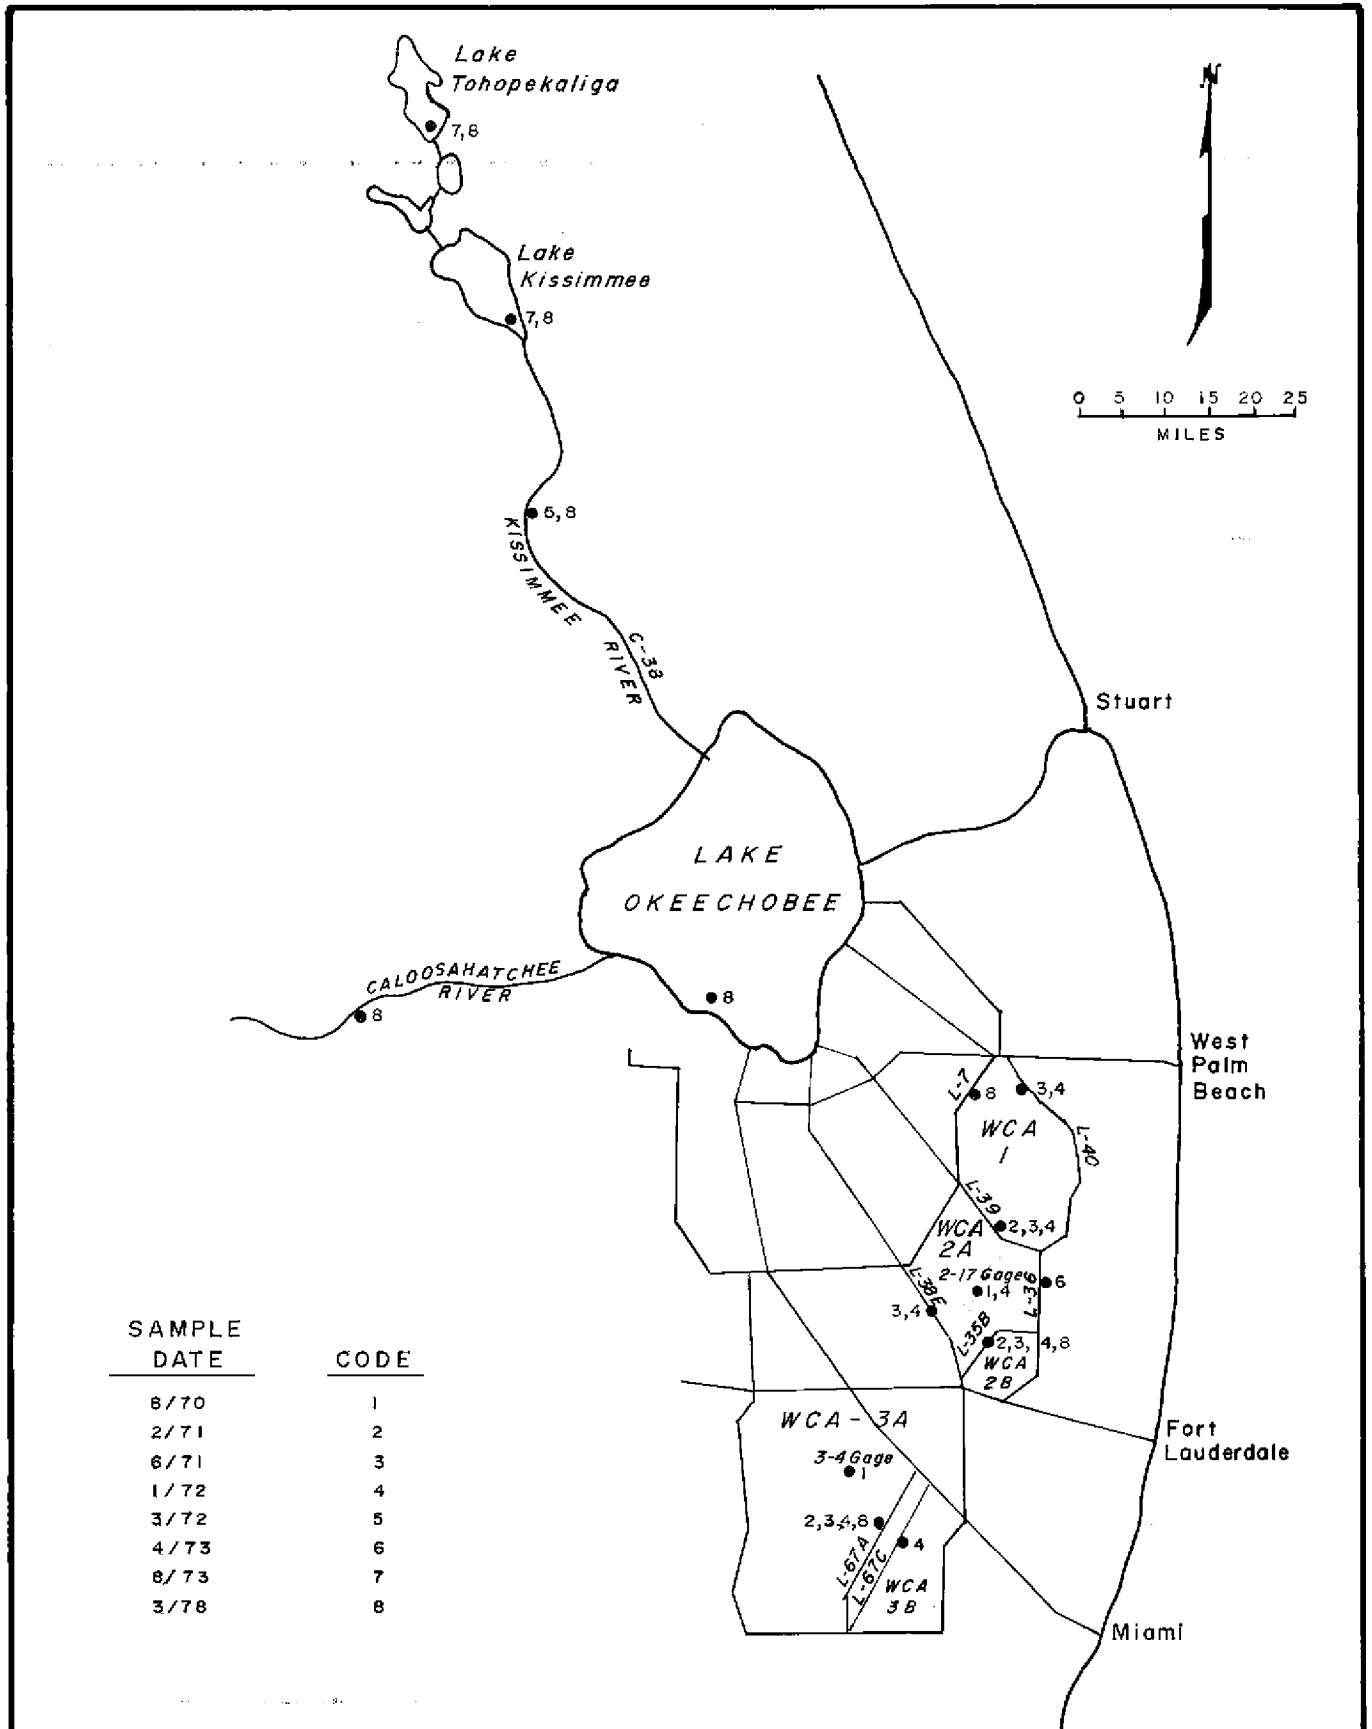 Lake
Tohopekaliga
7,8
N
Lake
Kissimmee
7,8
0 5 10 15 20 25
MILES
5,8
KISSIMMEE RIVER
C-38
Stuart
LAKE
OKEECHOBEE
CALOOSAHATCHEE
RIVER
8
8
West
Palm
Beach
L-7
8
3,4
WCA
1
L-40
L-39
2,3,4
WCA
2A
2-17 Gage
1,4
L-36
6
L-38E
3,4
L-35B
2,3, 4,8
WCA
2B
WCA-3A
3-4 Gage
1
2,3,4,8
L-67A
L-67C
4
WCA
3B
Fort
Lauderdale
Miami
SAMPLE
DATE CODE
8/70 1
2/71 2
6/71 3
1/72 4
3/72 5
4/73 6
8/73 7
3/78 8